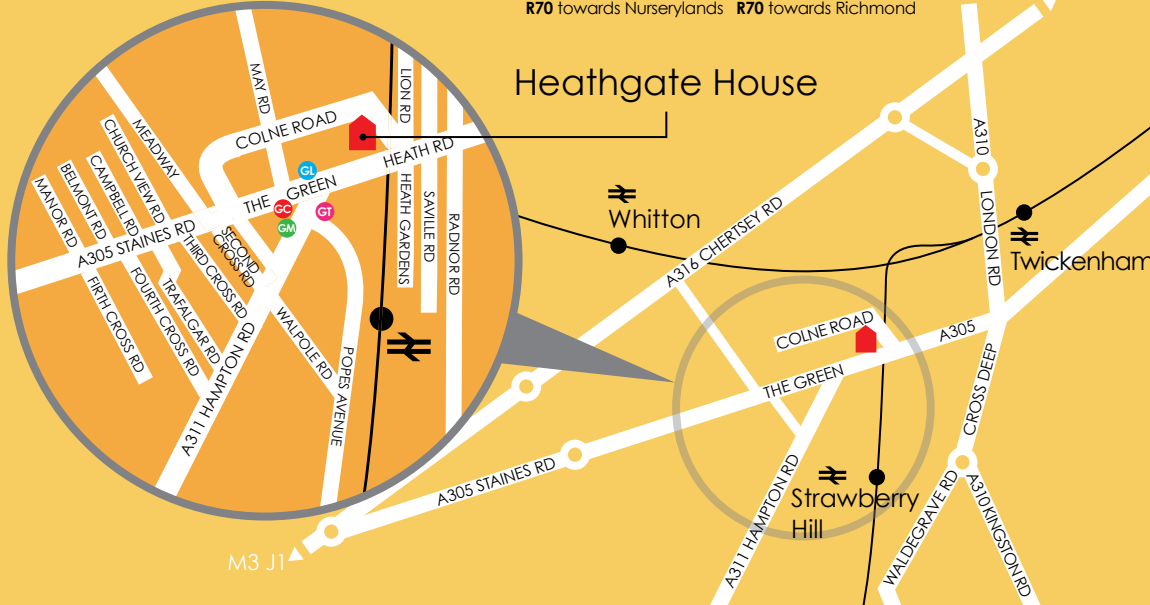 R70 towards Nurserylands R70 towards Richmond
Heathgate House
MAY RD
LION RD
COLNE ROAD
HEATH RD
MEADWAY
CHURCH VIEW RD
CAMPBELL RD
BELMONT RD
MANOR RD
GL
THE GREEN
GC
GT
GM
HEATH GARDENS
SAVILLE RD
RADNOR RD
A305 STAINES RD
SECOND
CROSS RD
THIRD CROSS RD
TRAFALGAR RD
FOURTH CROSS RD
FIRTH CROSS RD
WALPOLE RD
A311 HAMPTON RD
POPES AVENUE
Whitton
A316 CHERTSEY RD
A310
LONDON RD
Twickenham
COLNE ROAD
THE GREEN
A305
CROSS DEEP
A305 STAINES RD
A311 HAMPTON RD
Strawberry
Hill
WALDEGRAVE RD
A310 KINGSTON RD
M3 J1